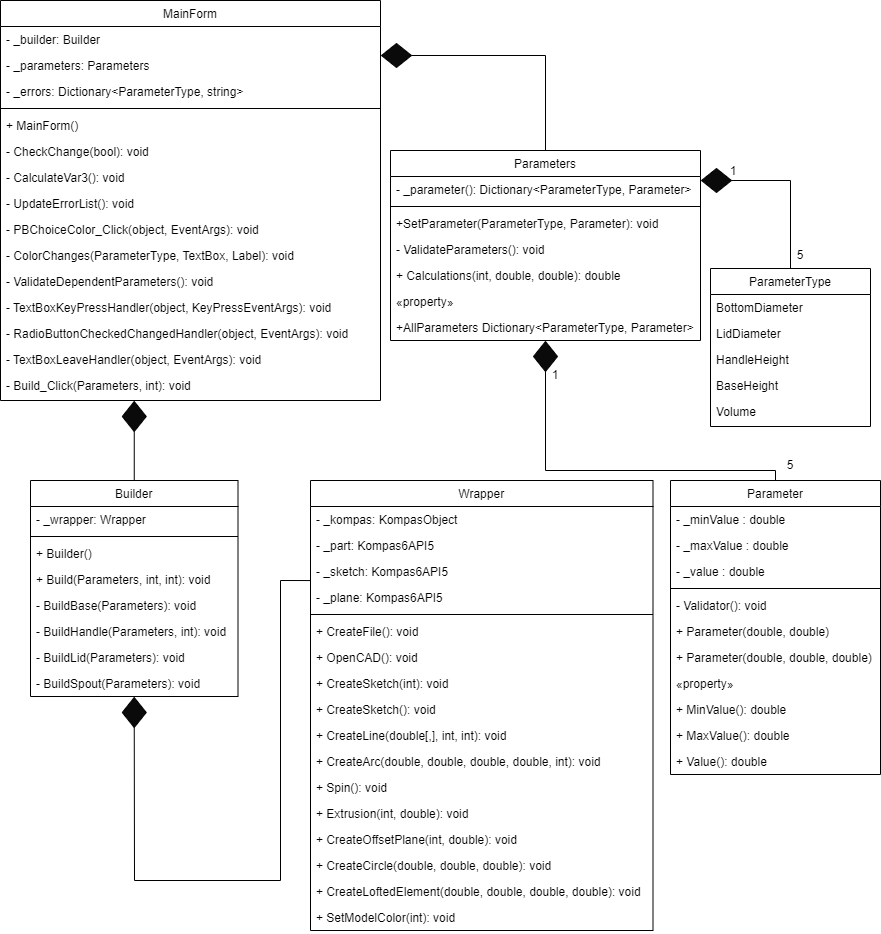 MainForm
- _builder: Builder
- _parameters: Parameters
- _errors: Dictionary<ParameterType, string>
+ MainForm()
- CheckChange(bool): void
- CalculateVar3(): void
- UpdateErrorList(): void
- PBChoiceColor_Click(object, EventArgs): void
- ColorChanges(ParameterType, TextBox, Label): void
- ValidateDependentParameters(): void
- TextBoxKeyPressHandler(object, KeyPressEventArgs): void
- RadioButtonCheckedChangedHandler(object, EventArgs): void
- TextBoxLeaveHandler(object, EventArgs): void
- Build_Click(Parameters, int): void
Parameters
- _parameter(): Dictionary<ParameterType, Parameter>
+SetParameter(ParameterType, Parameter): void
- ValidateParameters(): void
+ Calculations(int, double, double): double
«property»
+AllParameters Dictionary<ParameterType, Parameter>
1
5
ParameterType
BottomDiameter
LidDiameter
HandleHeight
BaseHeight
Volume
1
5
Builder
- _wrapper: Wrapper
+ Builder()
+ Build(Parameters, int, int): void
- BuildBase(Parameters): void
- BuildHandle(Parameters, int): void
- BuildLid(Parameters): void
- BuildSpout(Parameters): void
Wrapper
- _kompas: KompasObject
- _part: Kompas6API5
- _sketch: Kompas6API5
- _plane: Kompas6API5
+ CreateFile(): void
+ OpenCAD(): void
+ CreateSketch(int): void
+ CreateSketch(): void
+ CreateLine(double[,], int, int): void
+ CreateArc(double, double, double, double, int): void
+ Spin(): void
+ Extrusion(int, double): void
+ CreateOffsetPlane(int, double): void
+ CreateCircle(double, double, double): void
+ CreateLoftedElement(double, double, double, double): void
+ SetModelColor(int): void
Parameter
- _minValue : double
- _maxValue : double
- _value : double
- Validator(): void
+ Parameter(double, double)
+ Parameter(double, double, double)
«property»
+ MinValue(): double
+ MaxValue(): double
+ Value(): double